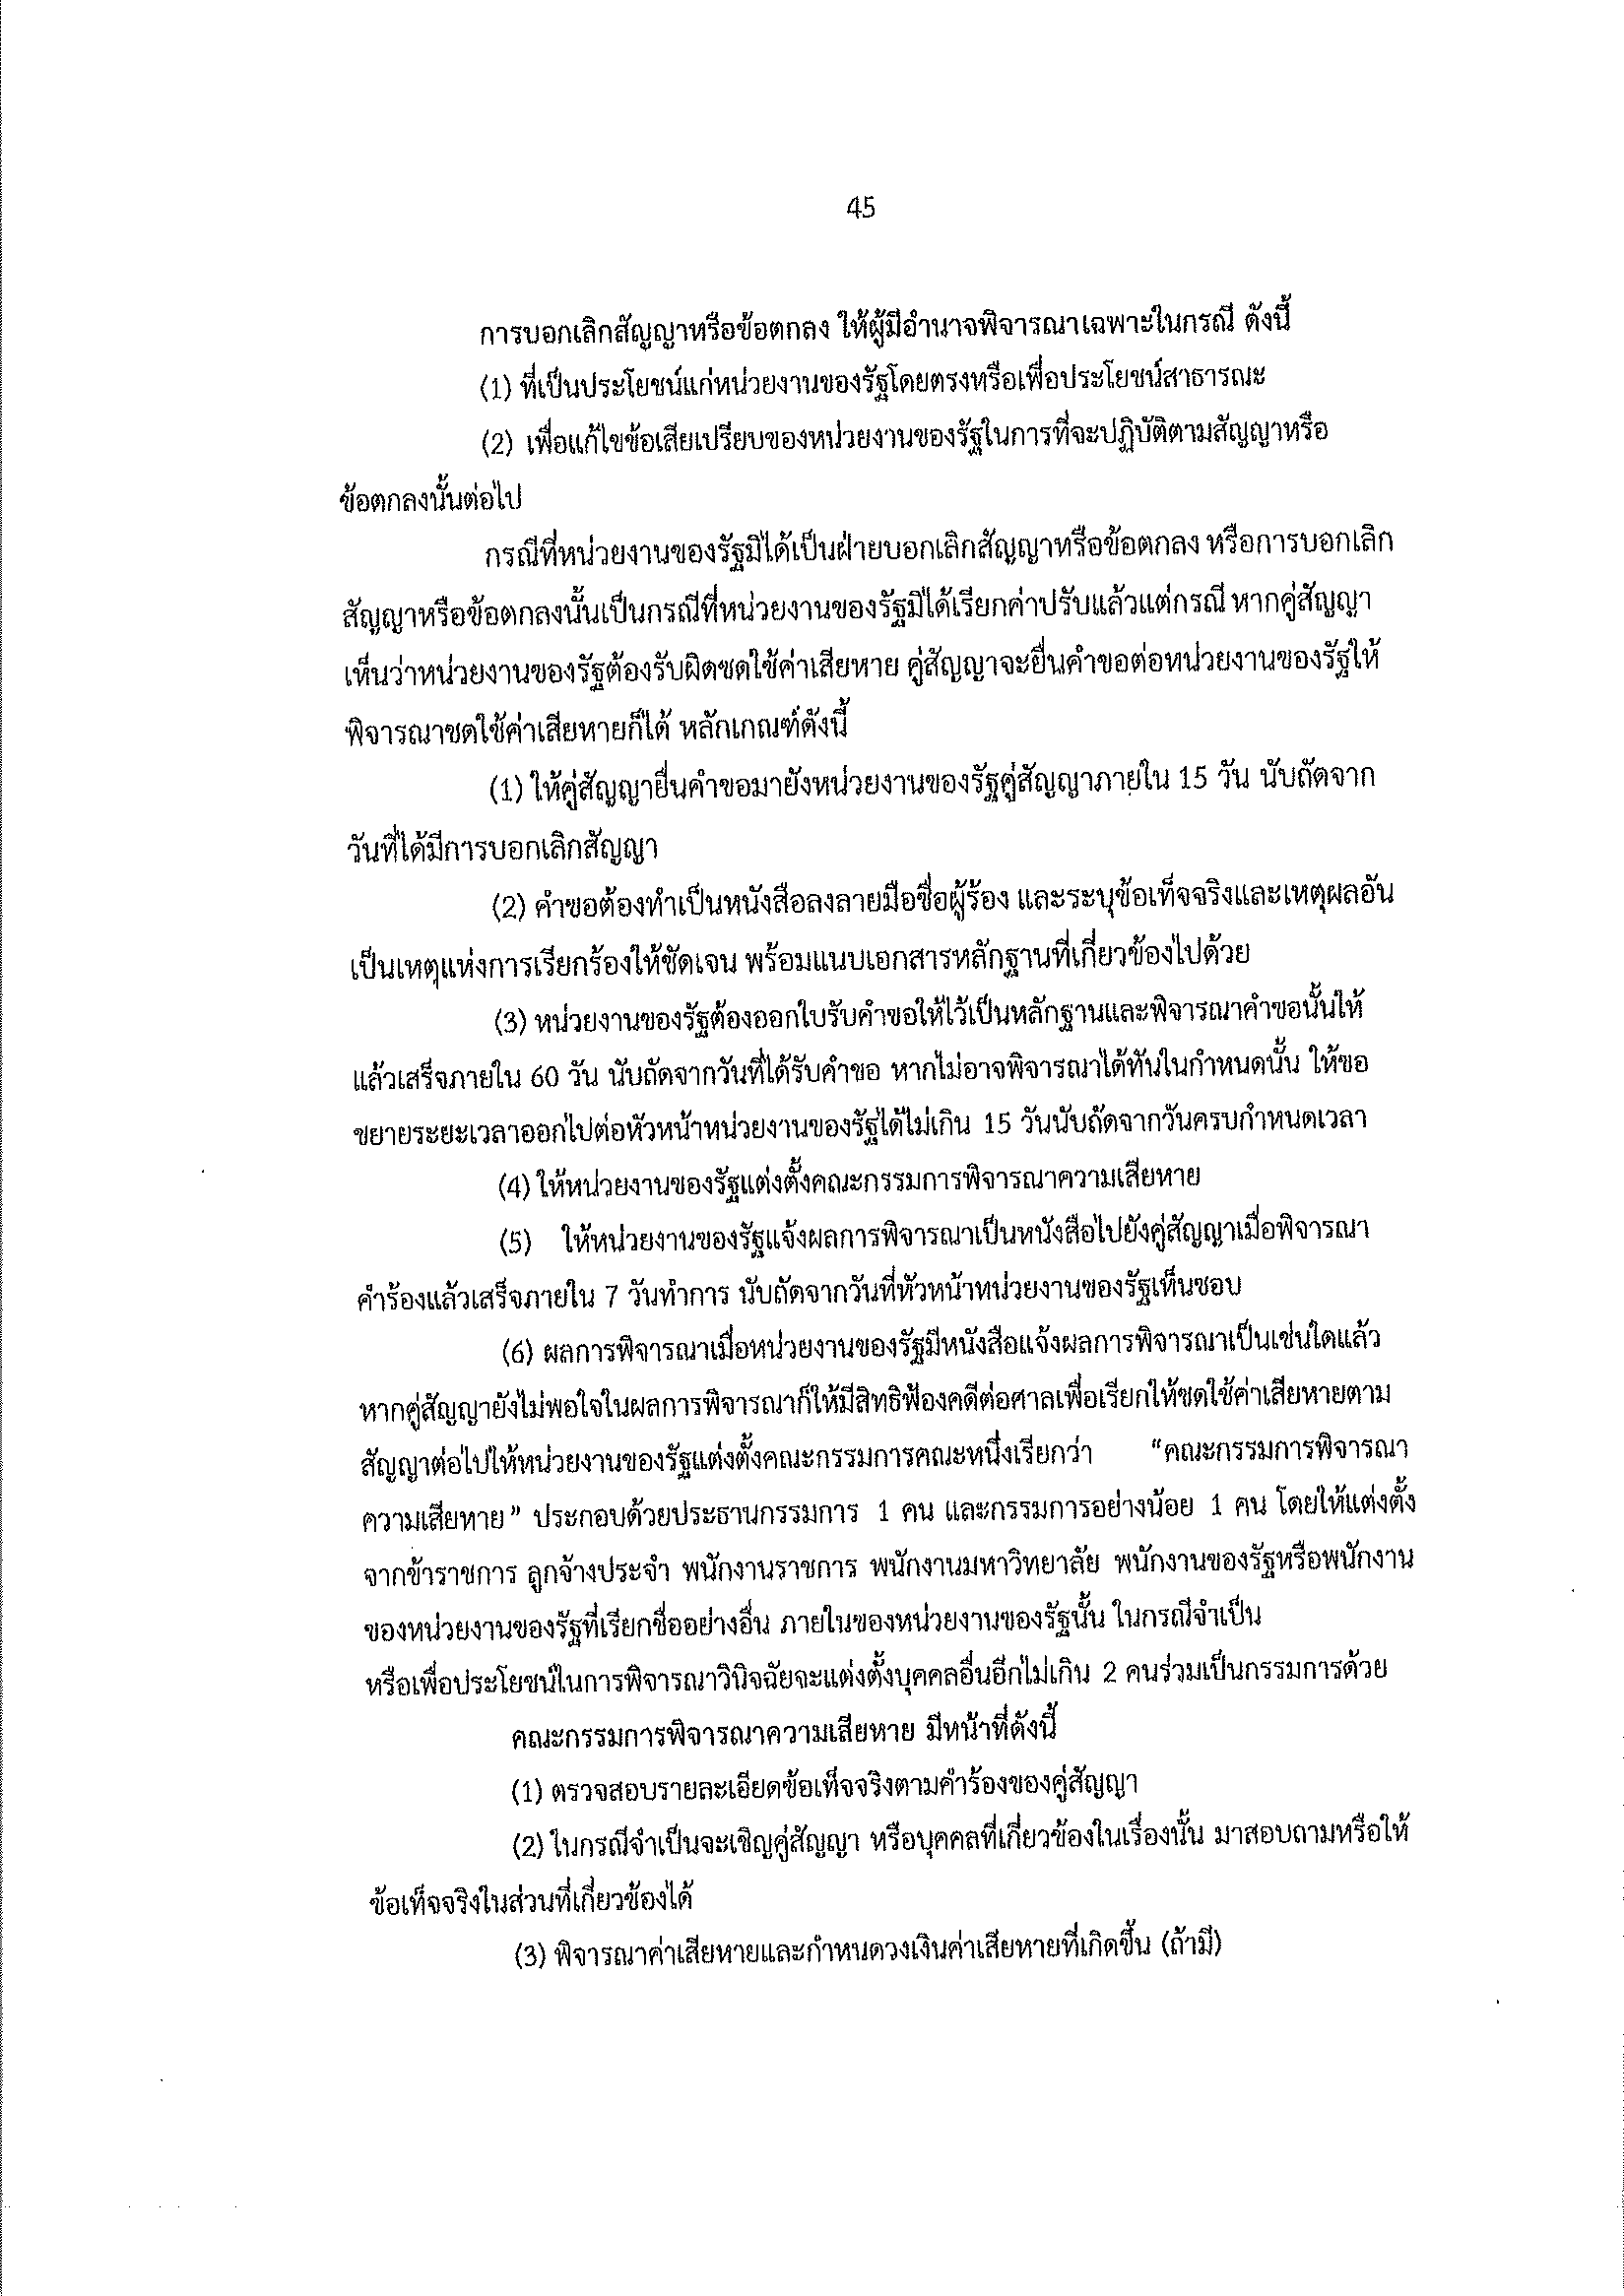 45
การบอกเลิกสัญญาหรือข้อตกลง ให้ผู้มีอำนาจพิจารณาเฉพาะในกรณี ดังนี้
(1) ที่เป็นประโยชน์แก่หน่วยงานของรัฐโดยตรงหรือเพื่อประโยชน์สาธารณะ
(2) เพื่อแก้ไขข้อเสียเปรียบของหน่วยงานของรัฐในการที่จะปฏิบัติตามสัญญาหรือ
ข้อตกลงนั้นต่อไป
กรณีที่หน่วยงานของรัฐมิได้เป็นฝ่ายบอกเลิกสัญญาหรือข้อตกลง หรือการบอกเลิก
สัญญาหรือข้อตกลงนั้นเป็นกรณีที่หน่วยงานของรัฐมิได้เรียกค่าปรับแล้วแต่กรณี หากคู่สัญญา
เห็นว่าหน่วยงานของรัฐต้องรับผิดชดใช้ค่าเสียหาย คู่สัญญาจะยื่นคำขอต่อหน่วยงานของรัฐให้
พิจารณาชดใช้ค่าเสียหายก็ได้ หลักเกณฑ์ดังนี้
(1) ให้คู่สัญญายื่นคำขอมายังหน่วยงานของรัฐคู่สัญญาภายใน 15 วัน นับถัดจาก
วันที่ได้มีการบอกเลิกสัญญา
(2) คำขอต้องทำเป็นหนังสือลงลายมือชื่อผู้ร้อง และระบุข้อเท็จจริงและเหตุผลอัน
เป็นเหตุแห่งการเรียกร้องให้ชัดเจน พร้อมแนบเอกสารหลักฐานที่เกี่ยวข้องไปด้วย
(3) หน่วยงานของรัฐต้องออกใบรับคำขอให้ไว้เป็นหลักฐานและพิจารณาคำขอนั้นให้
แล้วเสร็จภายใน 60 วัน นับถัดจากวันที่ได้รับคำขอ หากไม่อาจพิจารณาได้ทันในกำหนดนั้น ให้ขอ
ขยายระยะเวลาออกไปต่อหัวหน้าหน่วยงานของรัฐได้ไม่เกิน 15 วันนับถัดจากวันครบกำหนดเวลา
(4) ให้หน่วยงานของรัฐแต่งตั้งคณะกรรมการพิจารณาความเสียหาย
(5) ให้หน่วยงานของรัฐแจ้งผลการพิจารณาเป็นหนังสือไปยังคู่สัญญาเมื่อพิจารณา
คำร้องแล้วเสร็จภายใน 7 วันทำการ นับถัดจากวันที่หัวหน้าหน่วยงานของรัฐเห็นชอบ
(6) ผลการพิจารณาเมื่อหน่วยงานของรัฐมีหนังสือแจ้งผลการพิจารณาเป็นเช่นใดแล้ว
หากคู่สัญญายังไม่พอใจในผลการพิจารณาก็ให้มีสิทธิฟ้องคดีต่อศาลเพื่อเรียกให้ชดใช้ค่าเสียหายตาม
สัญญาต่อไปให้หน่วยงานของรัฐแต่งตั้งคณะกรรมการคณะหนึ่งเรียกว่า "คณะกรรมการพิจารณา
ความเสียหาย" ประกอบด้วยประธานกรรมการ 1 คน และกรรมการอย่างน้อย 1 คน โดยให้แต่งตั้ง
จากข้าราชการ ลูกจ้างประจำ พนักงานราชการ พนักงานมหาวิทยาลัย พนักงานของรัฐหรือพนักงาน
ของหน่วยงานของรัฐที่เรียกชื่ออย่างอื่น ภายในของหน่วยงานของรัฐนั้น ในกรณีจำเป็น
หรือเพื่อประโยชน์ในการพิจารณาวินิจฉัยจะแต่งตั้งบุคคลอื่นอีกไม่เกิน 2 คนร่วมเป็นกรรมการด้วย
คณะกรรมการพิจารณาความเสียหาย มีหน้าที่ดังนี้
(1) ตรวจสอบรายละเอียดข้อเท็จจริงตามคำร้องของคู่สัญญา
(2) ในกรณีจำเป็นจะเชิญคู่สัญญา หรือบุคคลที่เกี่ยวข้องในเรื่องนั้น มาสอบถามหรือให้
ข้อเท็จจริงในส่วนที่เกี่ยวข้องได้
(3) พิจารณาค่าเสียหายและกำหนดวงเงินค่าเสียหายที่เกิดขึ้น (ถ้ามี)